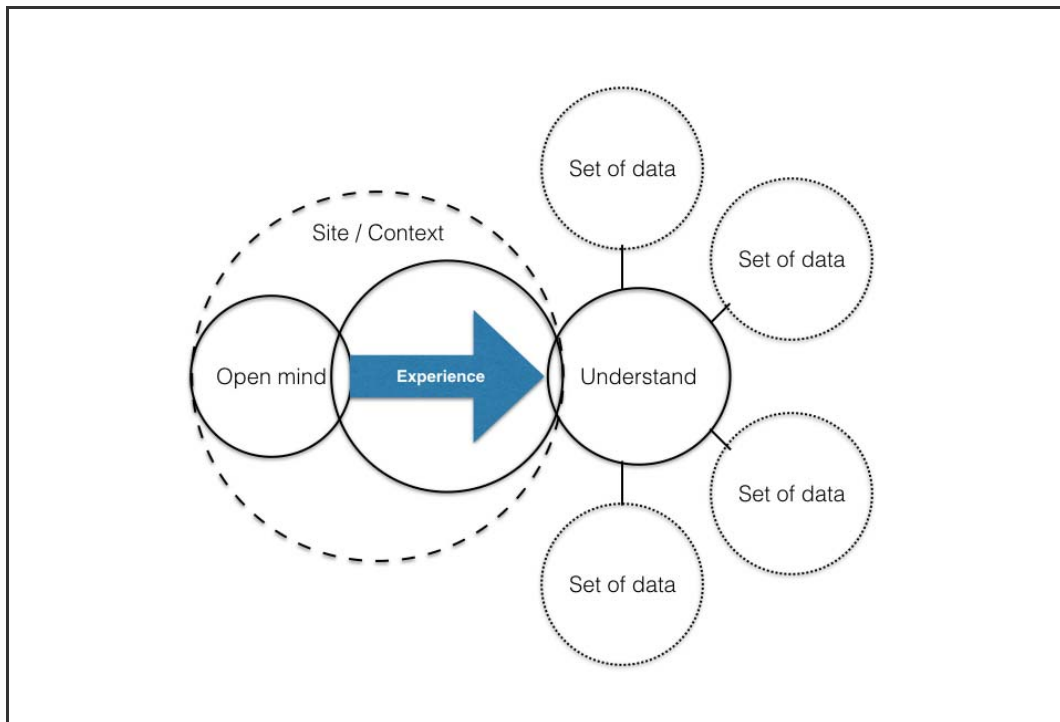 Set of data
Site / Context
Set of data
Open mind
Experience
Understand
Set of data
Set of data